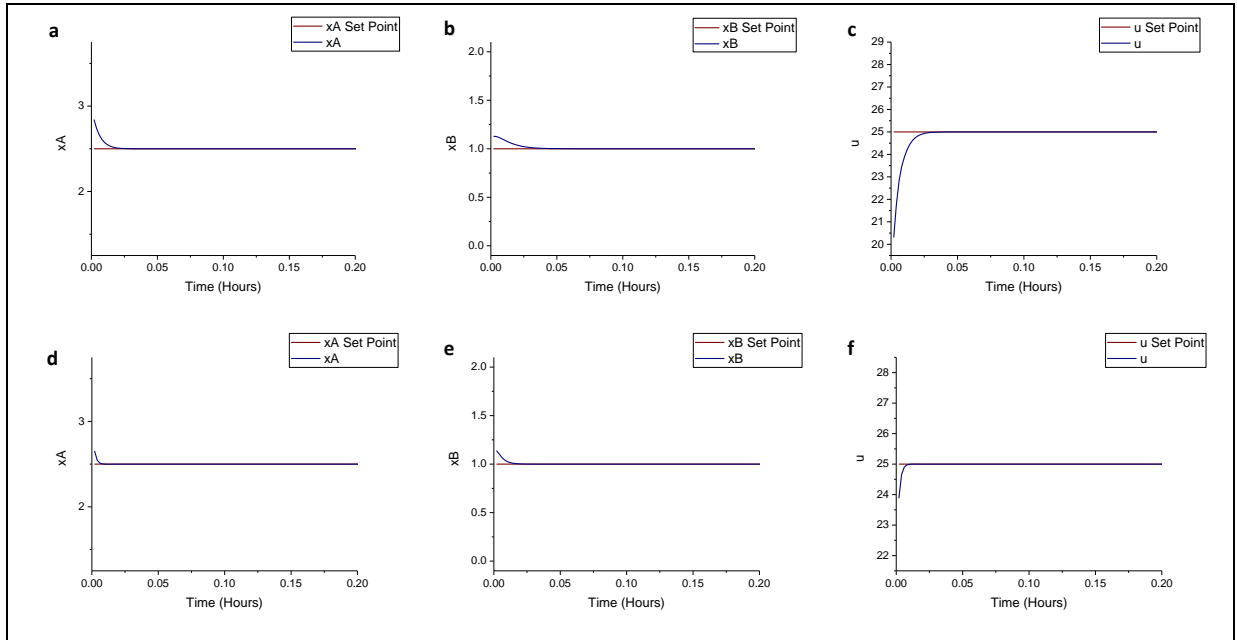 a
xA Set Point
xA
3
2
xA
0.00 0.05 0.10 0.15 0.20
Time (Hours)
b
xB Set Point
xB
2.0
1.5
1.0
0.5
0.0
xB
0.00 0.05 0.10 0.15 0.20
Time (Hours)
c
u Set Point
u
29
28
27
26
25
24
23
22
21
20
u
0.00 0.05 0.10 0.15 0.20
Time (Hours)
d
xA Set Point
xA
3
2
xA
0.00 0.05 0.10 0.15 0.20
Time (Hours)
e
xB Set Point
xB
2.0
1.5
1.0
0.5
0.0
xB
0.00 0.05 0.10 0.15 0.20
Time (Hours)
f
u Set Point
u
28
27
26
25
24
23
22
u
0.00 0.05 0.10 0.15 0.20
Time (Hours)